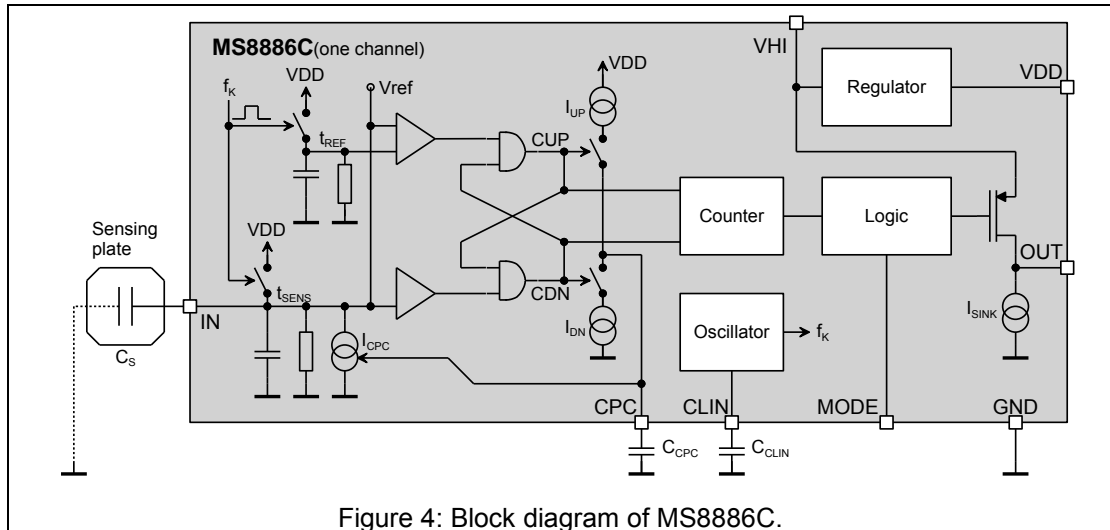 MS8886C(one channel)
VHI
VDD
fK
VDD
Vref
VDD
IUP
Regulator
tREF
CUP
Counter
Logic
Sensing
plate
VDD
OUT
tSENS
CDN
IN
ICPC
IDN
Oscillator
fK
ISINK
CS
CPC
CLIN
MODE
GND
CCPC
CCLIN
Figure 4: Block diagram of MS8886C.